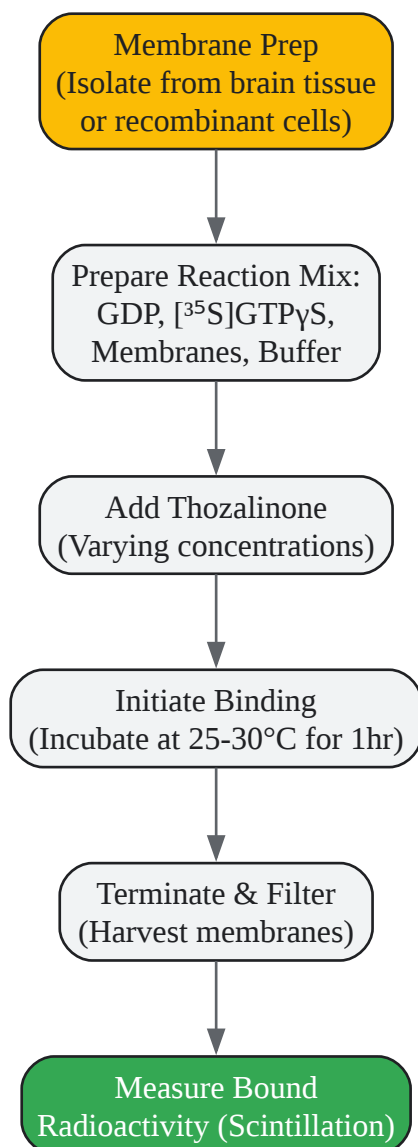 Membrane Prep
(Isolate from brain tissue
or recombinant cells)
Prepare Reaction Mix:
GDP, [³⁵S]GTPγS,
Membranes, Buffer
Add Thozalinone
(Varying concentrations)
Initiate Binding
(Incubate at 25-30°C for 1hr)
Terminate & Filter
(Harvest membranes)
Measure Bound
Radioactivity (Scintillation)